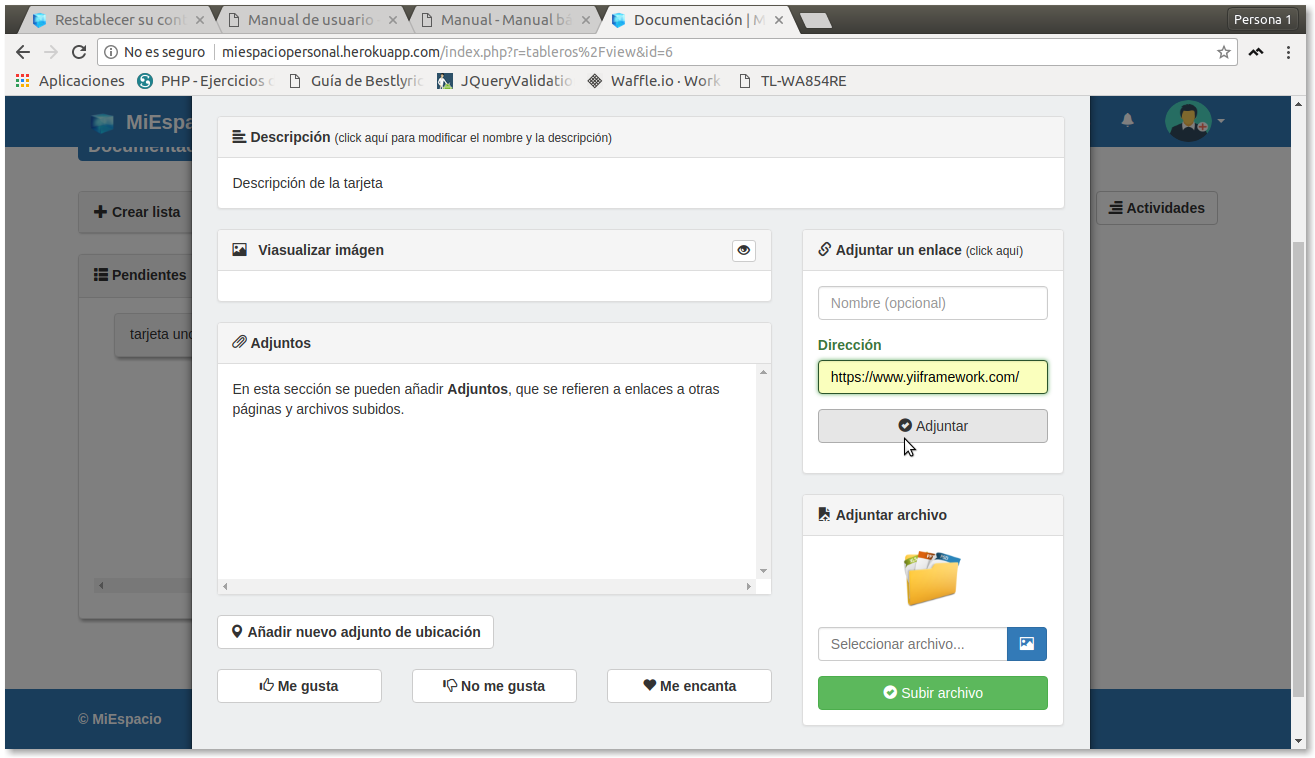 Restablecer su con
Manual de usuario
Manual - Manual bá
Documentación | M
Persona 1
No es seguro
miespaciopersonal.herokuapp.com/index.php?r=tableros%2Fview&id=6
Aplicaciones
PHP - Ejercicios
Guía de Bestlyric
JQueryValidatio
Waffle.io · Work
TL-WA854RE
MiEspa
Documentac
Crear lista
Actividades
Pendientes
tarjeta uno
Descripción (click aquí para modificar el nombre y la descripción)
Descripción de la tarjeta
Viasualizar imágen
Adjuntos
En esta sección se pueden añadir Adjuntos, que se refieren a enlaces a otras
páginas y archivos subidos.
Añadir nuevo adjunto de ubicación
Me gusta
No me gusta
Me encanta
Adjuntar un enlace (click aquí)
Nombre (opcional)
Dirección
https://www.yiiframework.com/
Adjuntar
Adjuntar archivo
Seleccionar archivo...
Subir archivo
© MiEspacio